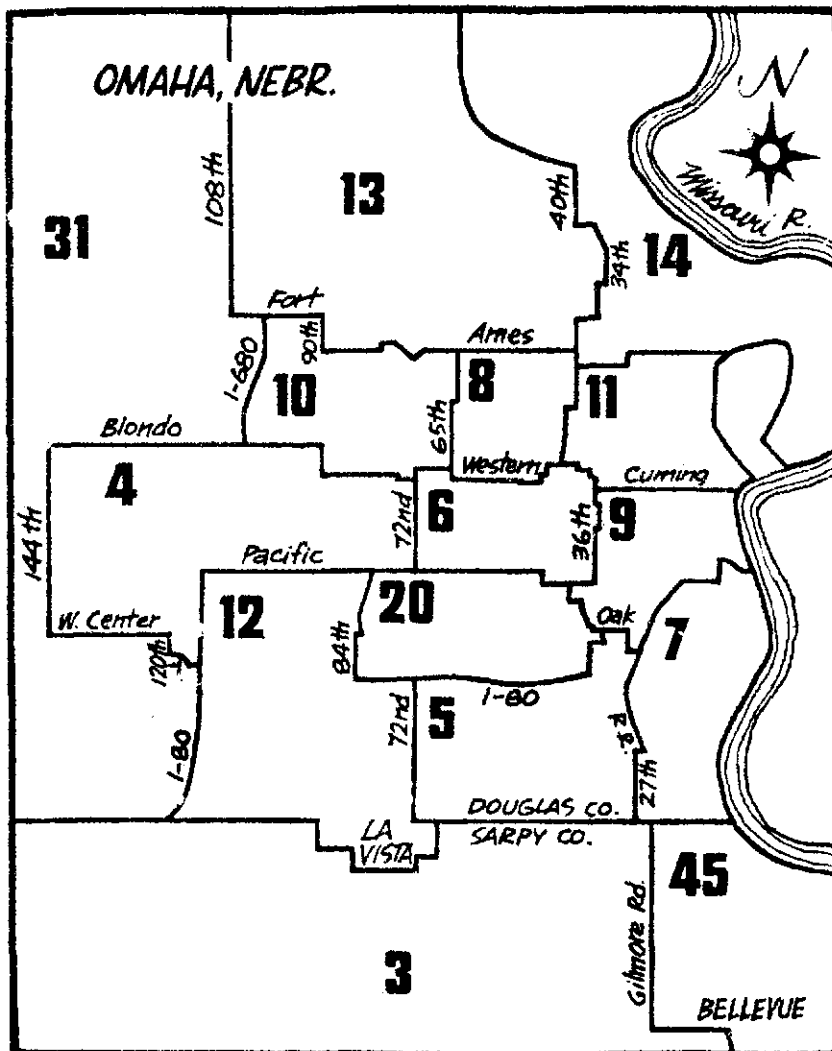 OMAHA, NEBR.
N
Missouri R.
108th
13
40th
31
34th
14
Fort
90th
Ames
I-680
10
8
11
65th
Blondo
Western
Cuming
4
72nd
6
36th
9
144th
Pacific
20
12
W. Center
Oak
7
120th
84th
I-80
5
72nd
R.R.
I-80
27th
DOUGLAS CO.
SARPY CO.
LA
VISTA
45
Gilmore Rd.
3
BELLEVUE